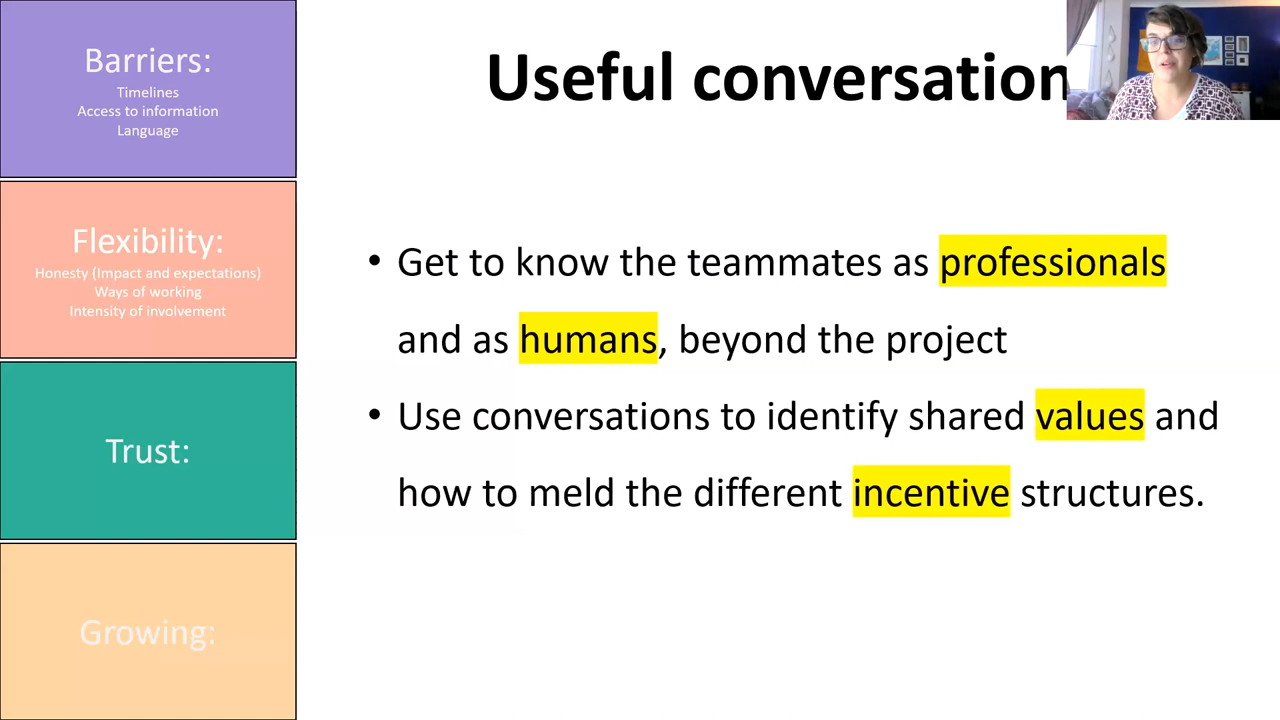 Barriers:
Timelines
Access to information
Language
Flexibility:
Honesty (Impact and expectations)
Ways of working
Intensity of involvement
Trust:
Growing:
Useful conversation
• Get to know the teammates as professionals
and as humans, beyond the project
• Use conversations to identify shared values and
how to meld the different incentive structures.